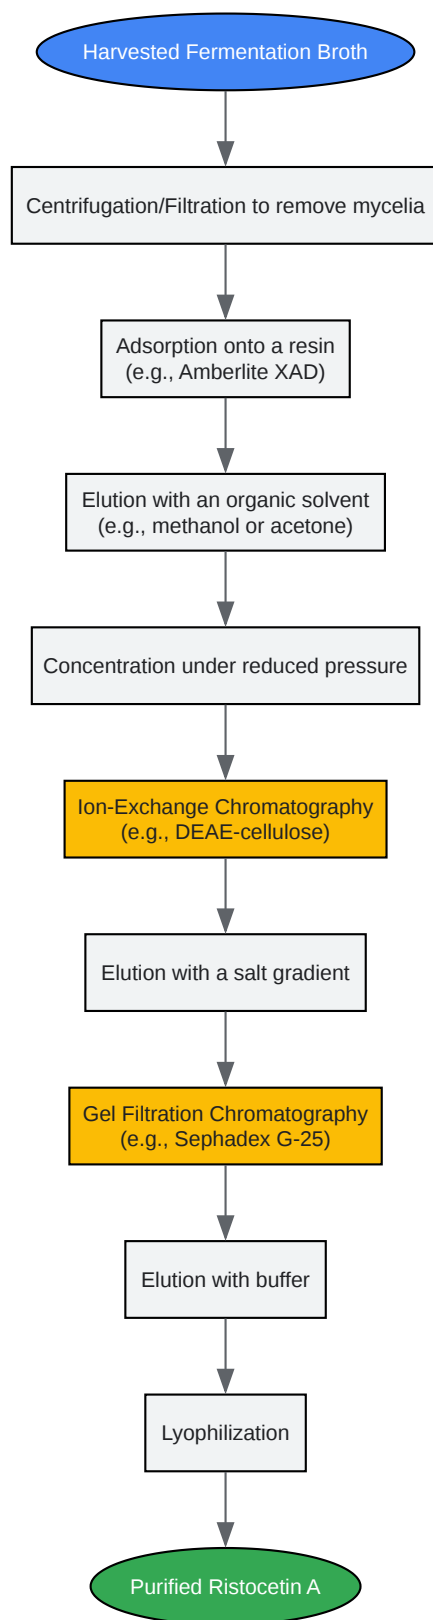 Harvested Fermentation Broth
Centrifugation/Filtration to remove mycelia
Adsorption onto a resin
(e.g., Amberlite XAD)
Elution with an organic solvent
(e.g., methanol or acetone)
Concentration under reduced pressure
Ion-Exchange Chromatography
(e.g., DEAE-cellulose)
Elution with a salt gradient
Gel Filtration Chromatography
(e.g., Sephadex G-25)
Elution with buffer
Lyophilization
Purified Ristocetin A